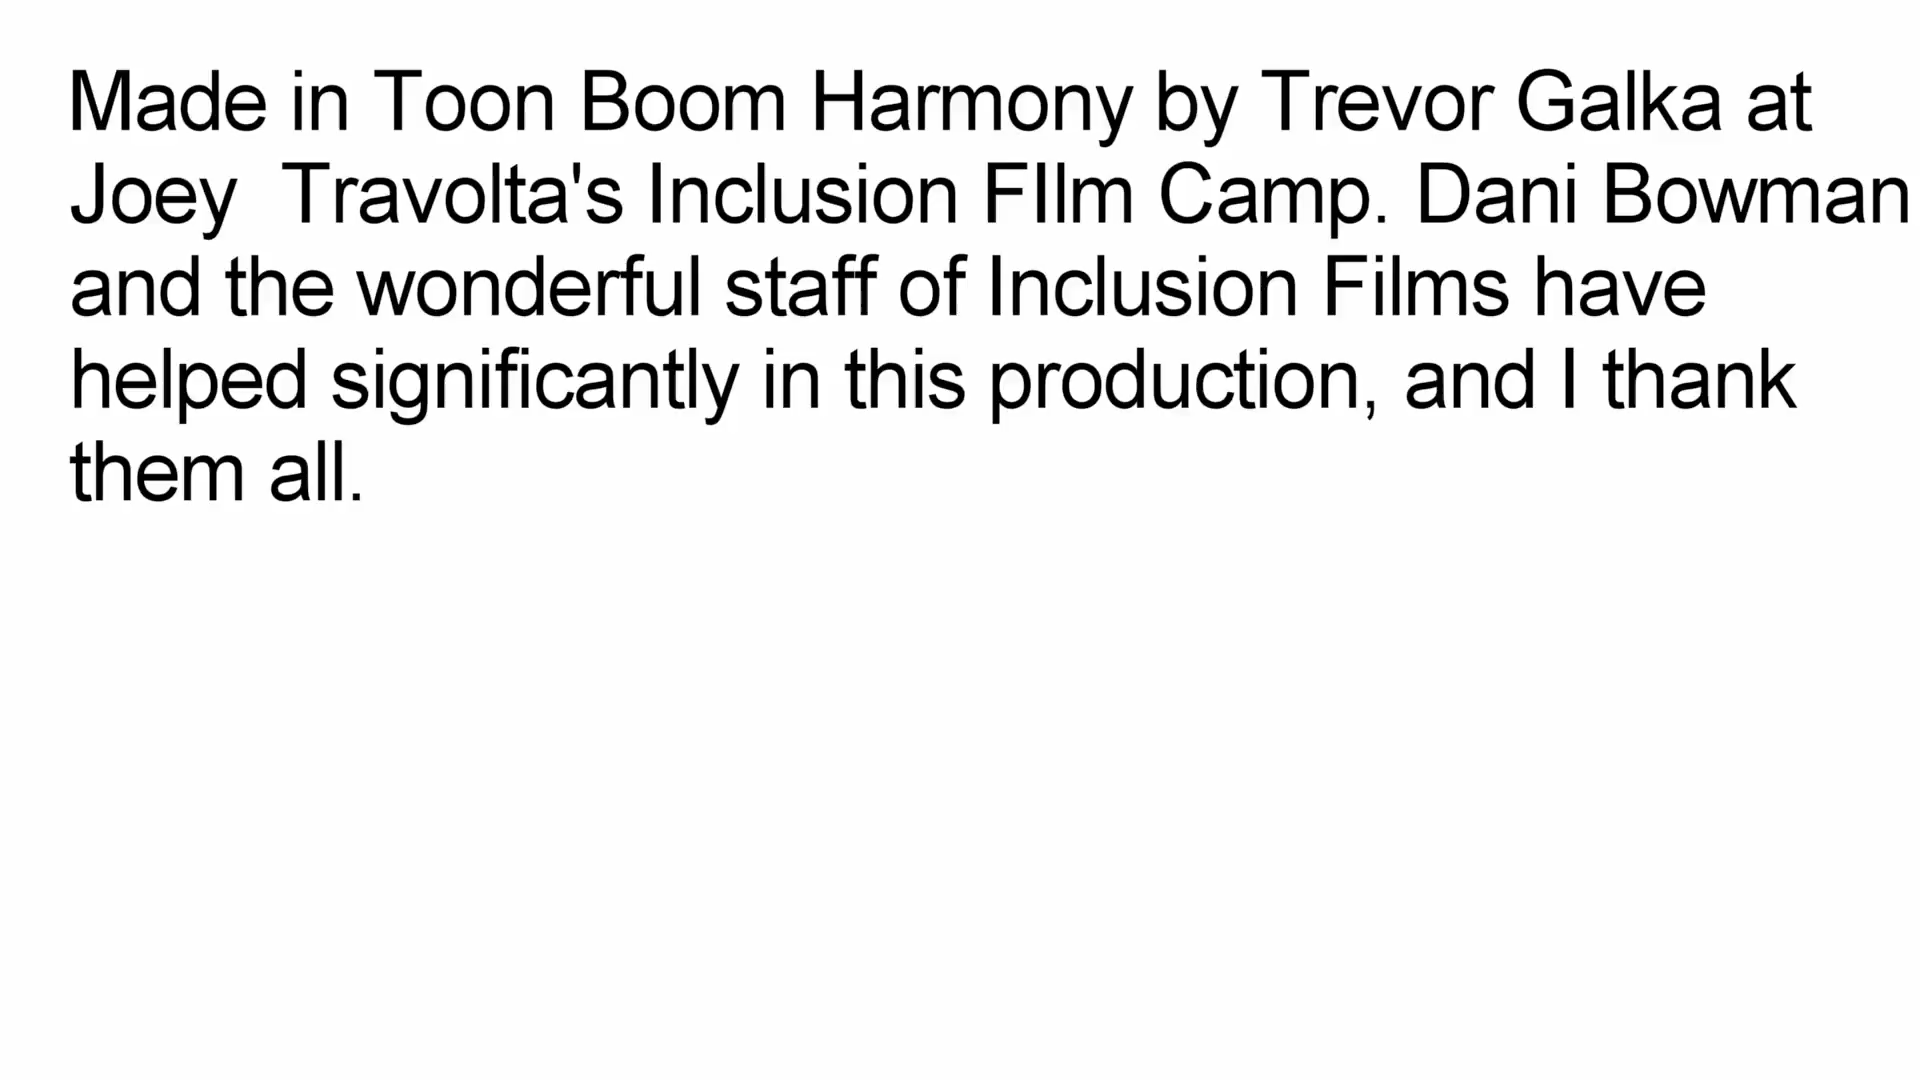 Made in Toon Boom Harmony by Trevor Galka at
Joey  Travolta's Inclusion FIlm Camp. Dani Bowman
and the wonderful staff of Inclusion Films have
helped significantly in this production, and I thank
them all.